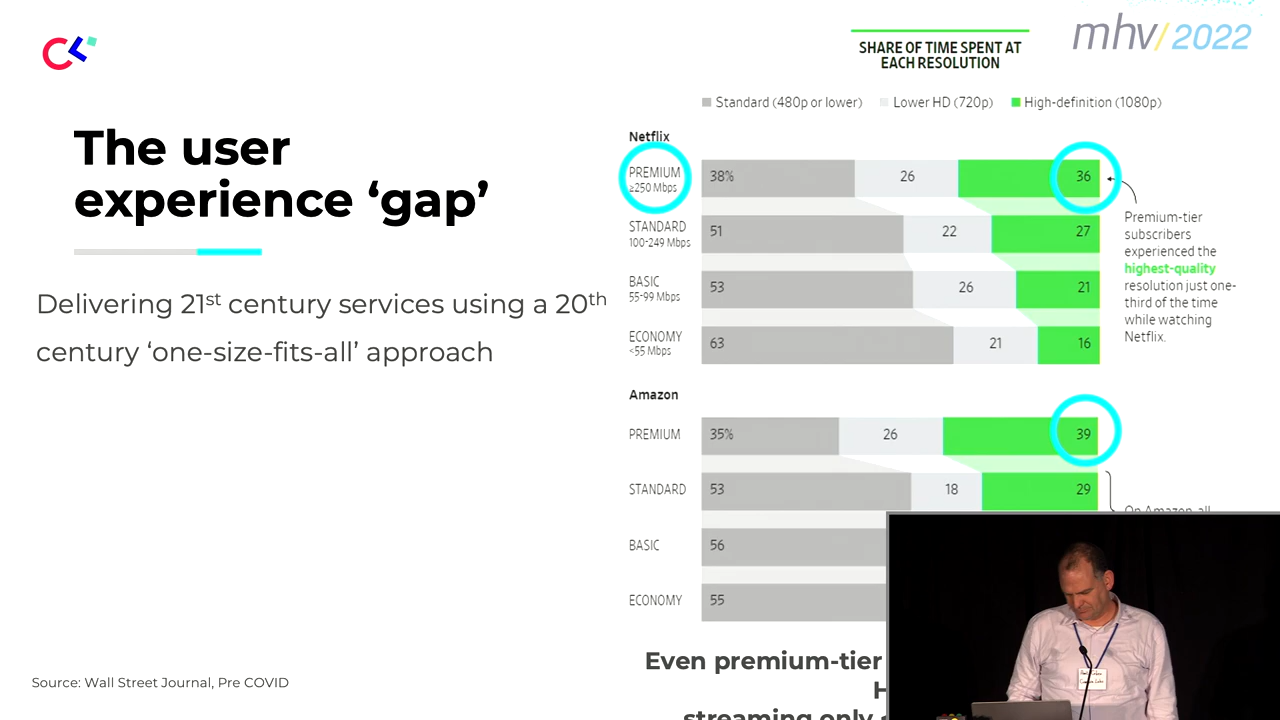 mhv/2022
SHARE OF TIME SPENT AT
EACH RESOLUTION
Standard (480p or lower) Lower HD (720p) High-definition (1080p)
The user
experience ‘gap’
Delivering 21st century services using a 20th
century ‘one-size-fits-all’ approach
Netflix
PREMIUM 38% 26 36
≥250 Mbps
STANDARD 51 22 27
100-249 Mbps
BASIC 53 26 21
55-99 Mbps
ECONOMY 63 21 16
<55 Mbps
Premium-tier
subscribers
experienced the
highest-quality
resolution just one-
third of the time
while watching
Netflix.
Amazon
PREMIUM 35% 26 39
STANDARD 53 18 29
On Amazon, all
BASIC 56
ECONOMY 55
Even premium-tier
H
streaming only
Source: Wall Street Journal, Pre COVID